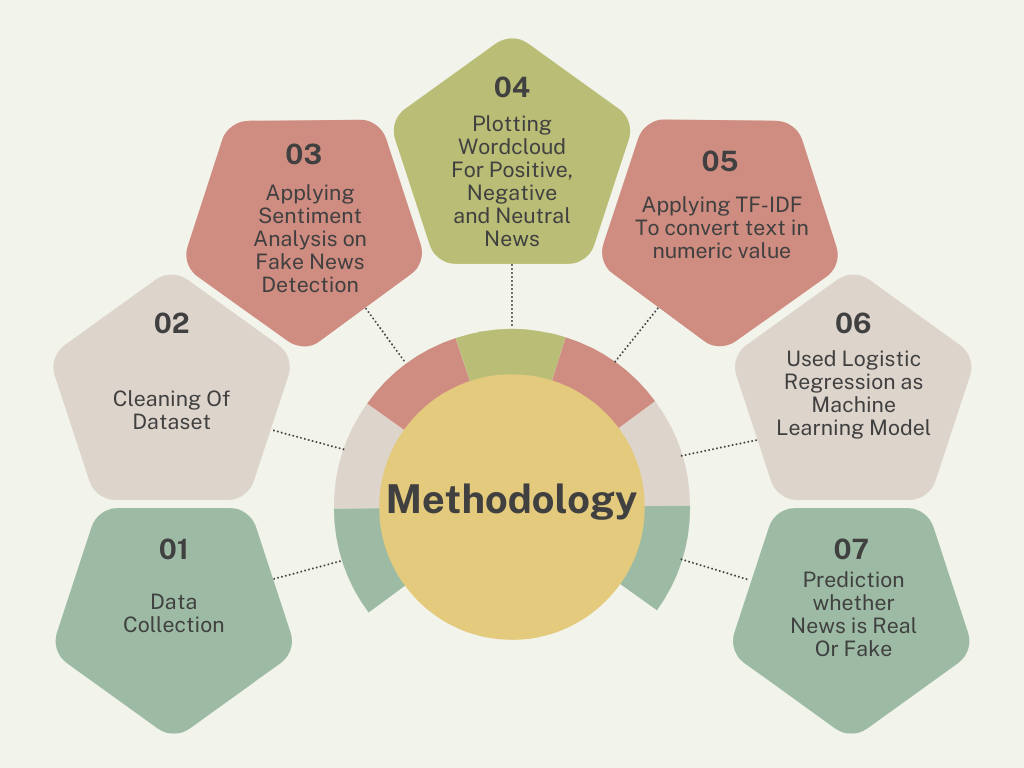 01
Data
Collection
02
Cleaning Of
Dataset
03
Applying
Sentiment
Analysis on
Fake News
Detection
04
Plotting
Wordcloud
For Positive,
Negative
and Neutral
News
05
Applying TF-IDF
To convert text in
numeric value
06
Used Logistic
Regression as
Machine
Learning Model
07
Prediction
whether
News is Real
Or Fake
Methodology